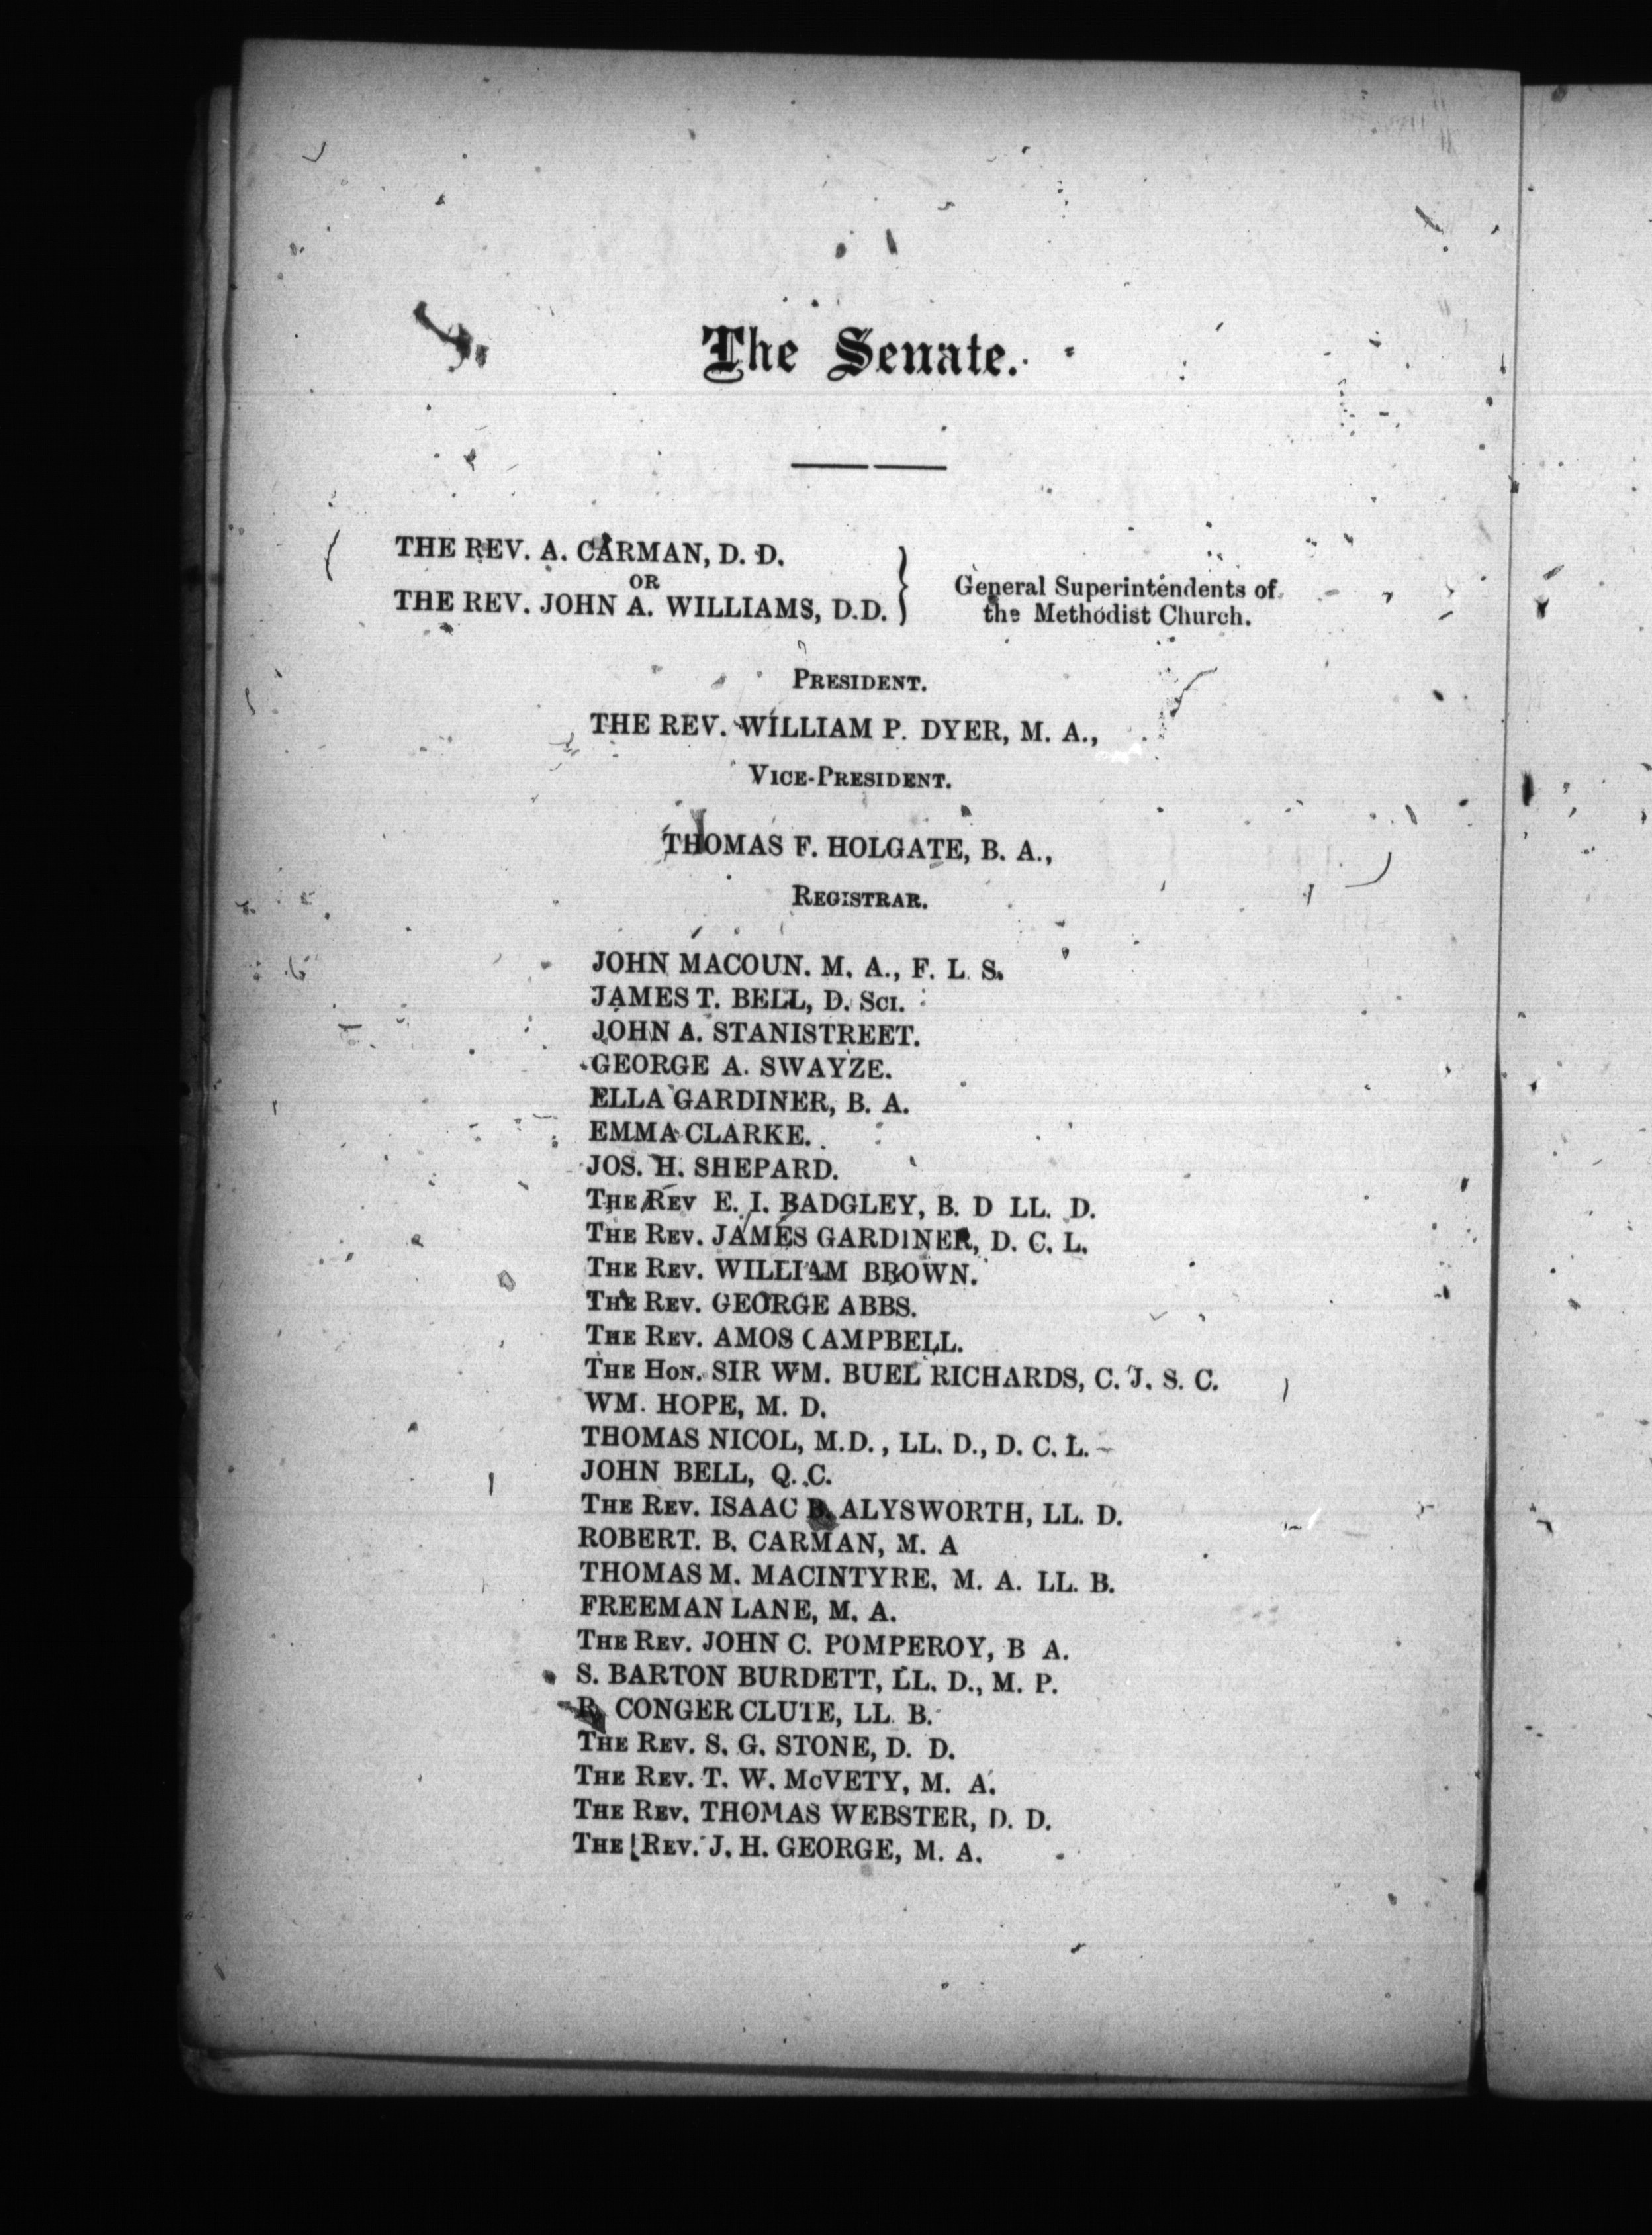 The Senate.
THE REV. A. CARMAN, D. D.
OR
THE REV. JOHN A. WILLIAMS, D.D.
General Superintendents of
the Methodist Church.
PRESIDENT.
THE REV. WILLIAM P. DYER, M. A.,
VICE-PRESIDENT.
THOMAS F. HOLGATE, B. A.,
REGISTRAR.
JOHN MACOUN. M. A., F. L. S.
JAMES T. BELL, D. SCI.
JOHN A. STANISTREET.
GEORGE A. SWAYZE.
ELLA GARDINER, B. A.
EMMA CLARKE.
JOS. H. SHEPARD.
THE REV E. I. BADGLEY, B. D LL. D.
THE REV. JAMES GARDINER, D. C. L.
THE REV. WILLIAM BROWN.
THE REV. GEORGE ABBS.
THE REV. AMOS CAMPBELL.
THE HON. SIR WM. BUEL RICHARDS, C. J. S. C.
WM. HOPE, M. D.
THOMAS NICOL, M.D., LL. D., D. C. L.
JOHN BELL, Q. C.
THE REV. ISAAC B. ALYSWORTH, LL. D.
ROBERT. B. CARMAN, M. A
THOMAS M. MACINTYRE, M. A. LL. B.
FREEMAN LANE, M. A.
THE REV. JOHN C. POMPEROY, B A.
S. BARTON BURDETT, LL. D., M. P.
R. CONGER CLUTE, LL. B.
THE REV. S. G. STONE, D. D.
THE REV. T. W. McVETY, M. A.
THE REV. THOMAS WEBSTER, D. D.
THE REV. J. H. GEORGE, M. A.